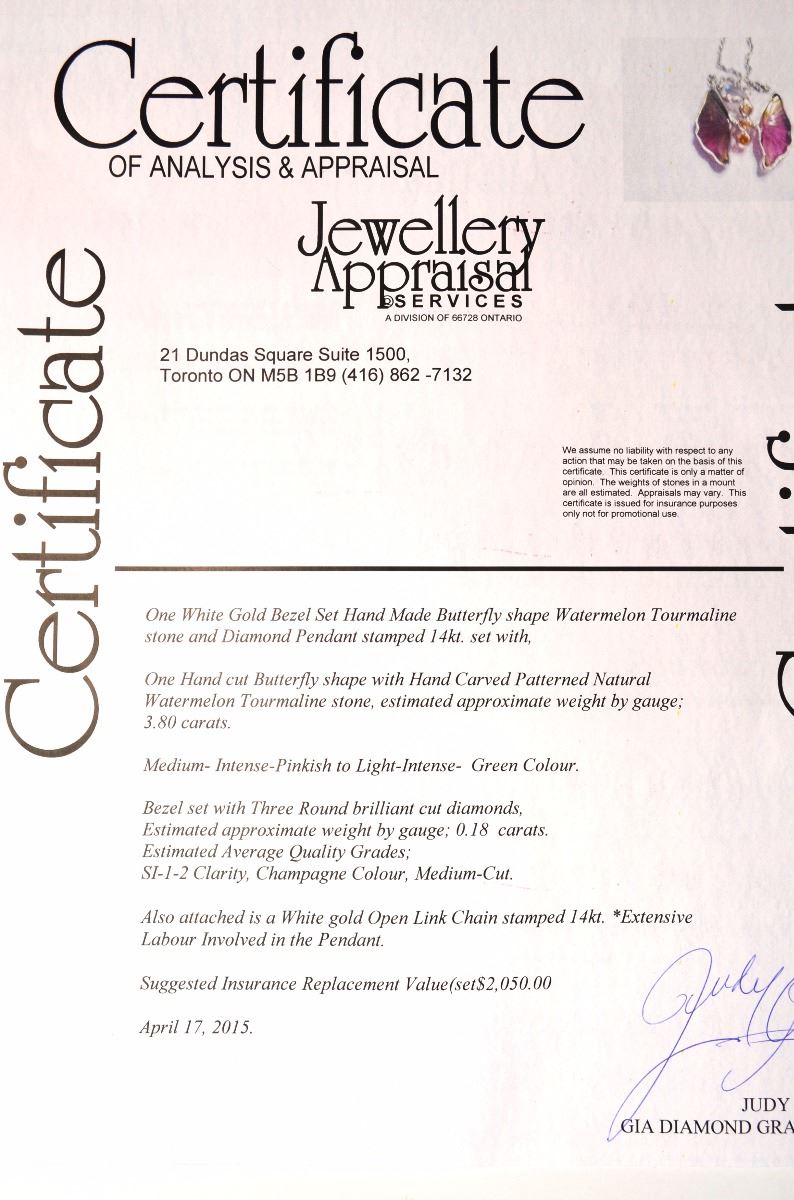 Certificate
OF ANALYSIS & APPRAISAL
Jewellery
Appraisal
©SERVICES
A DIVISION OF 66728 ONTARIO
Certificate
21 Dundas Square Suite 1500,
Toronto ON M5B 1B9 (416) 862 -7132
We assume no liability with respect to any
action that may be taken on the basis of this
certificate. This certificate is only a matter of
opinion. The weights of stones in a mount
are all estimated. Appraisals may vary. This
certificate is issued for insurance purposes
only not for promotional use.
One White Gold Bezel Set Hand Made Butterfly shape Watermelon Tourmaline
stone and Diamond Pendant stamped 14kt. set with,
One Hand cut Butterfly shape with Hand Carved Patterned Natural
Watermelon Tourmaline stone, estimated approximate weight by gauge;
3.80 carats.
Medium- Intense-Pinkish to Light-Intense- Green Colour.
Bezel set with Three Round brilliant cut diamonds,
Estimated approximate weight by gauge; 0.18 carats.
Estimated Average Quality Grades;
SI-1-2 Clarity, Champagne Colour, Medium-Cut.
Also attached is a White gold Open Link Chain stamped 14kt. *Extensive
Labour Involved in the Pendant.
Suggested Insurance Replacement Value(set$2,050.00
April 17, 2015.
Judy
JUDY
GIA DIAMOND GRA